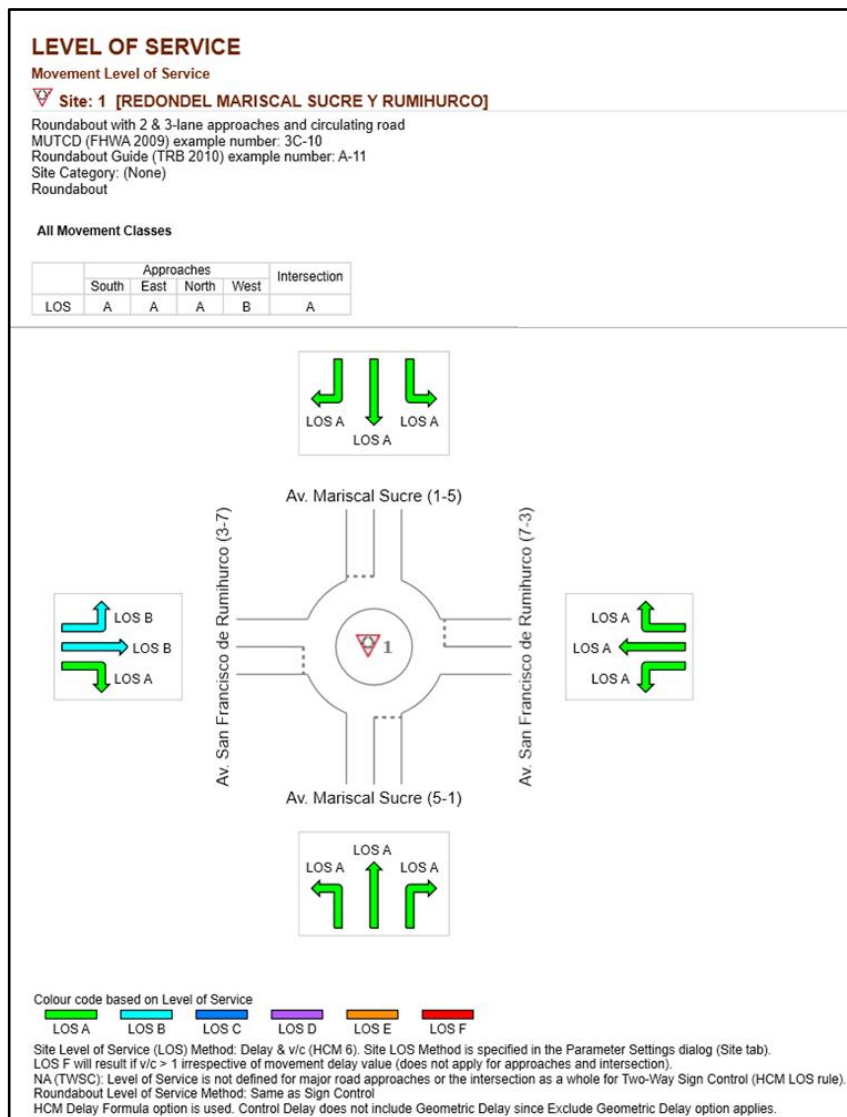 LEVEL OF SERVICE
Movement Level of Service
Site: 1 [REDONDEL MARISCAL SUCRE Y RUMIHURCO]
Roundabout with 2 & 3-lane approaches and circulating road
MUTCD (FHWA 2009) example number: 3C-10
Roundabout Guide (TRB 2010) example number: A-11
Site Category: (None)
Roundabout
All Movement Classes
Approaches Intersection
South East North West
LOS A A A B A
LOS A LOS A LOS A
Av. Mariscal Sucre (1-5)
Av. San Francisco de Rumihurco (3-7)
Av. San Francisco de Rumihurco (7-3)
LOS B
LOS B
LOS A
1
LOS A
LOS A
LOS A
Av. Mariscal Sucre (5-1)
LOS A LOS A LOS A
Colour code based on Level of Service
LOS A LOS B LOS C LOS D LOS E LOS F
Site Level of Service (LOS) Method: Delay & v/c (HCM 6). Site LOS Method is specified in the Parameter Settings dialog (Site tab).
LOS F will result if v/c > 1 irrespective of movement delay value (does not apply for approaches and intersection).
NA (TWSC): Level of Service is not defined for major road approaches or the intersection as a whole for Two-Way Sign Control (HCM LOS rule).
Roundabout Level of Service Method: Same as Sign Control
HCM Delay Formula option is used. Control Delay does not include Geometric Delay since Exclude Geometric Delay option applies.